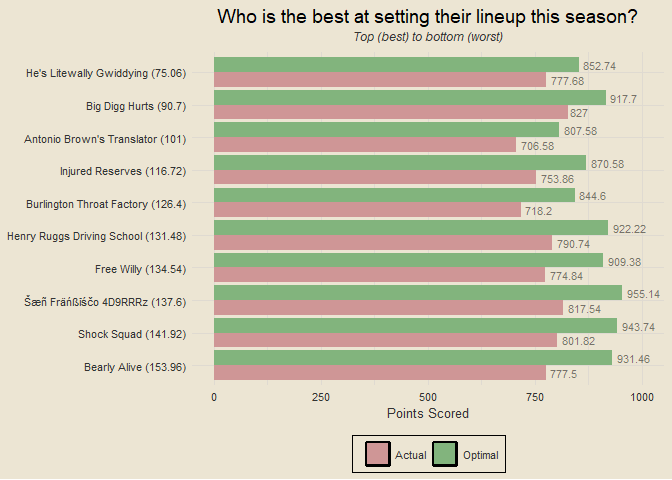 Who is the best at setting their lineup this season?
Top (best) to bottom (worst)
He's Litewally Gwiddying (75.06)
852.74
777.68
Big Digg Hurts (90.7)
917.7
827
Antonio Brown's Translator (101)
807.58
706.58
Injured Reserves (116.72)
870.58
753.86
Burlington Throat Factory (126.4)
844.6
718.2
Henry Ruggs Driving School (131.48)
922.22
790.74
Free Willy (134.54)
909.38
774.84
Šæñ Fráńßïśčo 4D9RRRz (137.6)
955.14
817.54
Shock Squad (141.92)
943.74
801.82
Bearly Alive (153.96)
931.46
777.5
0 250 500 750 1000
Points Scored
Actual Optimal